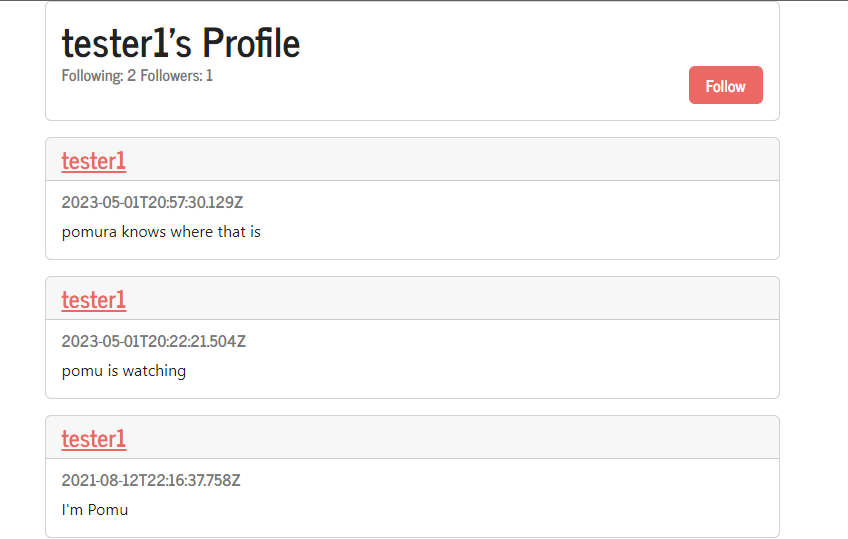 tester1's Profile
Following: 2 Followers: 1
Follow
tester1
2023-05-01T20:57:30.129Z
pomura knows where that is
tester1
2023-05-01T20:22:21.504Z
pomu is watching
tester1
2021-08-12T22:16:37.758Z
I'm Pomu